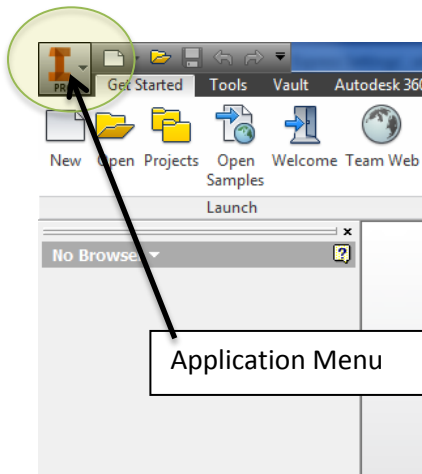 PRO
Get Started Tools Vault Autodesk 360
New Open Projects Open Samples Welcome Team Web
Launch
No Browser
Application Menu